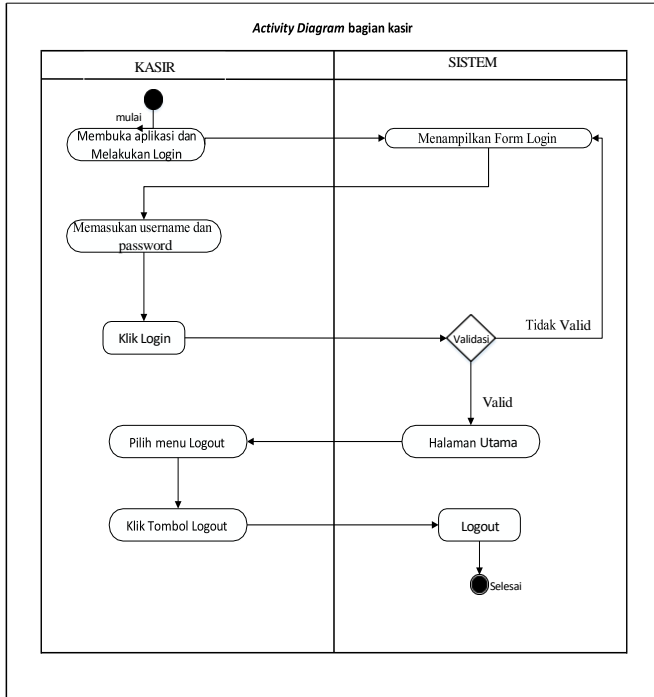 Activity Diagram bagian kasir
KASIR
SISTEM
mulai
Membuka aplikasi dan
Melakukan Login
Menampilkan Form Login
Memasukan username dan
password
Klik Login
Validasi
Tidak Valid
Valid
Pilih menu Logout
Halaman Utama
Klik Tombol Logout
Logout
Selesai